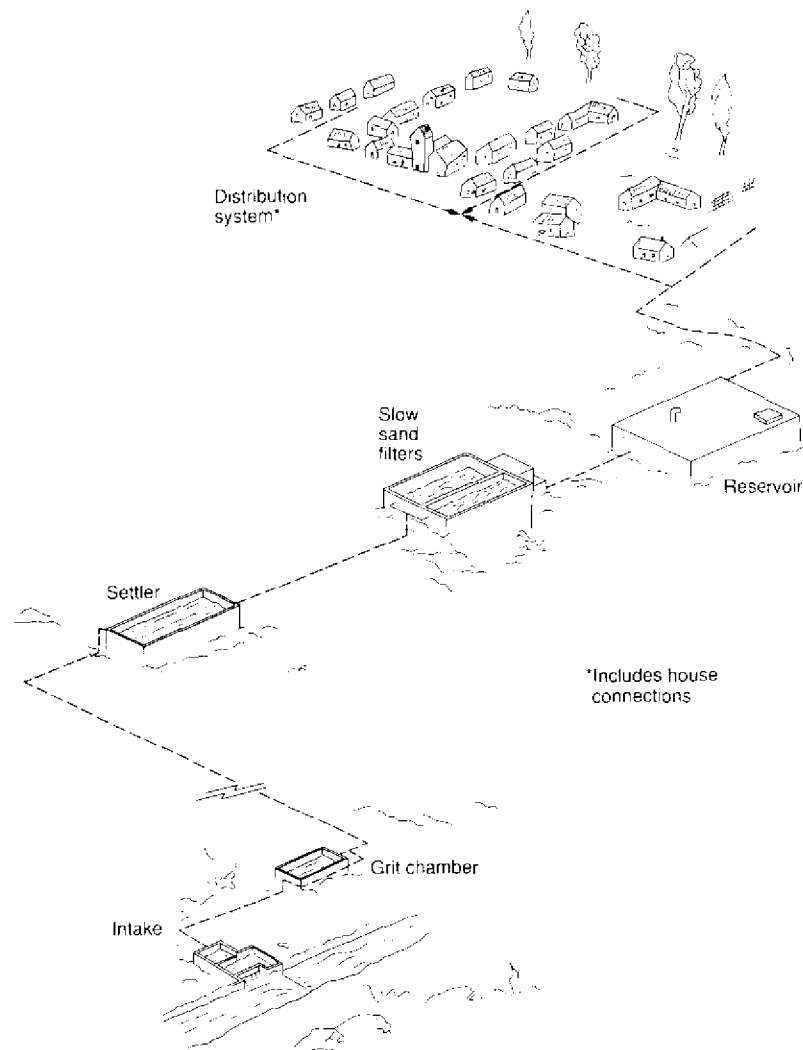 Distribution
system*
Slow
sand
filters
Reservoir
Settler
*Includes house
connections
Grit chamber
Intake